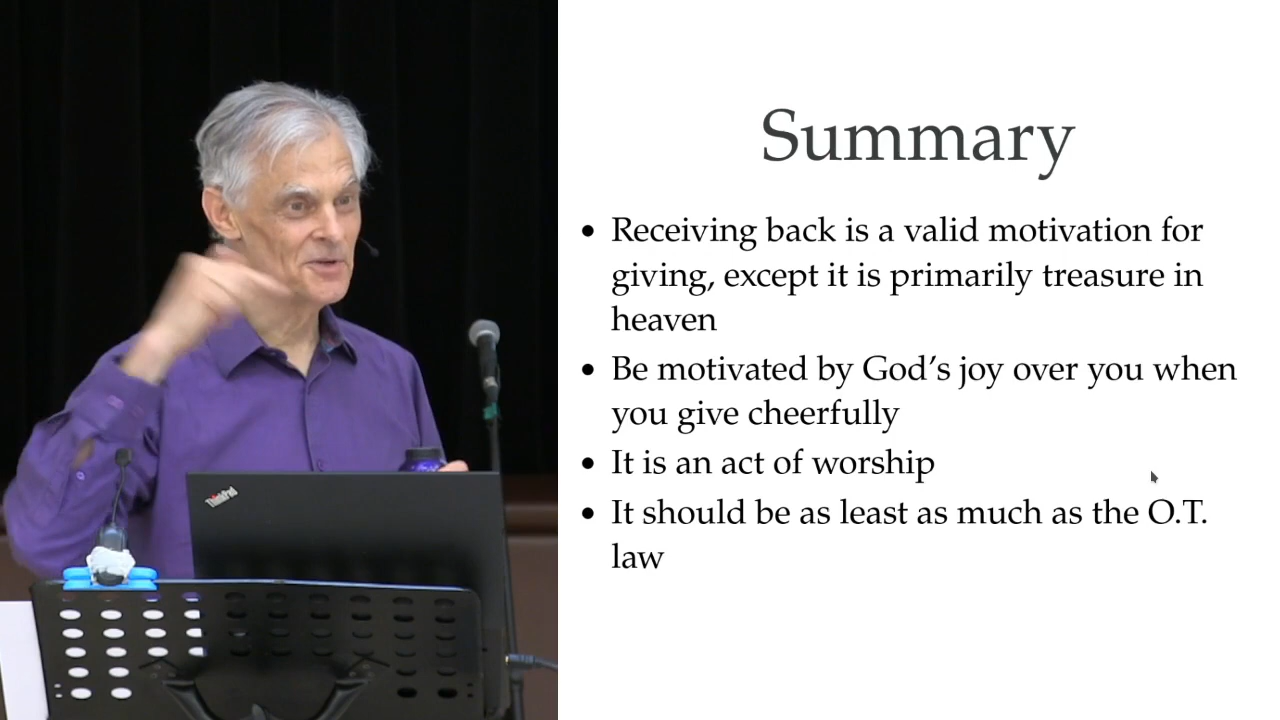 ThinkPad
Summary
• Receiving back is a valid motivation for
giving, except it is primarily treasure in
heaven
• Be motivated by God's joy over you when
you give cheerfully
• It is an act of worship
• It should be as least as much as the O.T.
law